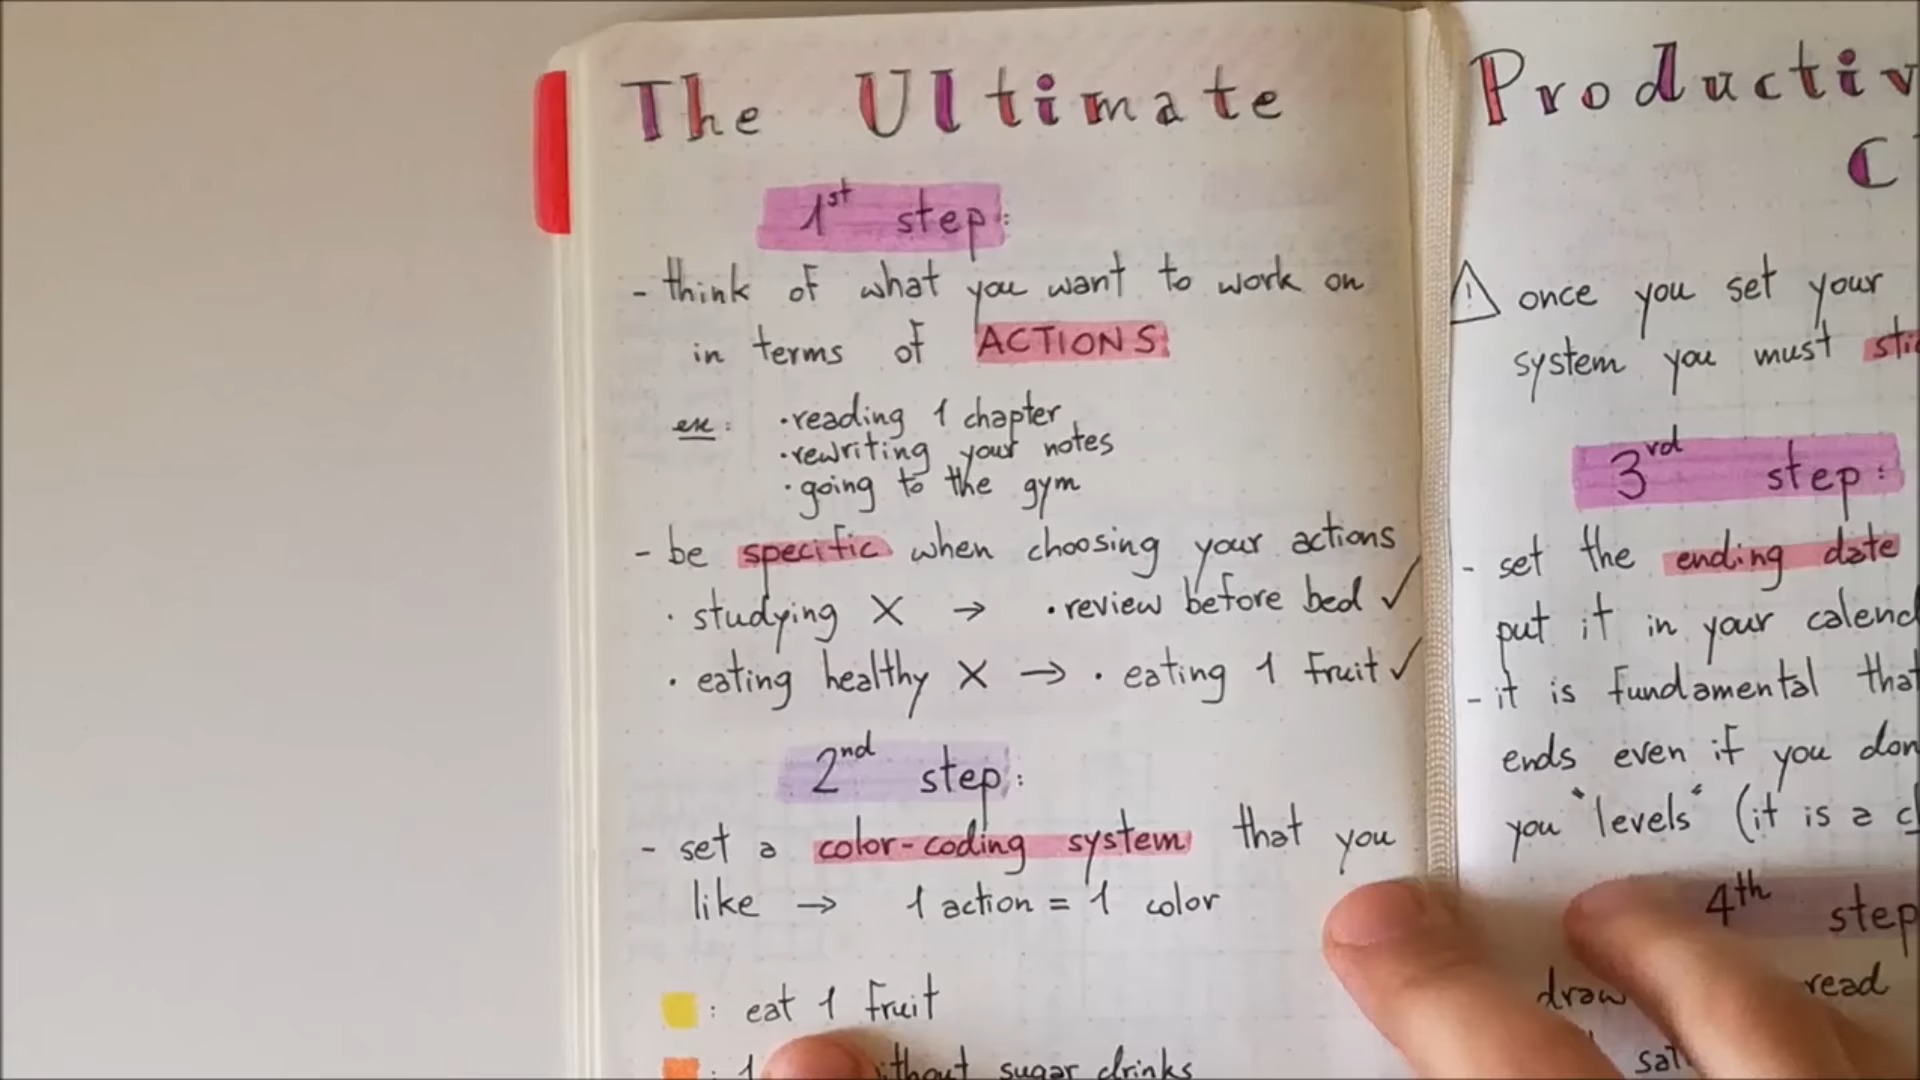 The Ultimate
1st step:
- think of what you want to work on
in terms of ACTIONS
ex: • reading 1 chapter
• rewriting your notes
• going to the gym
- be specific when choosing your actions
• studying X → • review before bed ✓
• eating healthy X → • eating 1 fruit ✓
2nd step:
- set a color-coding system that you
like → 1 action = 1 color
: eat 1 fruit
: 1 without sugar drinks
Productiv
C
! once you set your
system you must
3rd step:
- set the ending date
put it in your
- it is fundamental
ends even if you
you "levels" (it is a
4th step
draw read